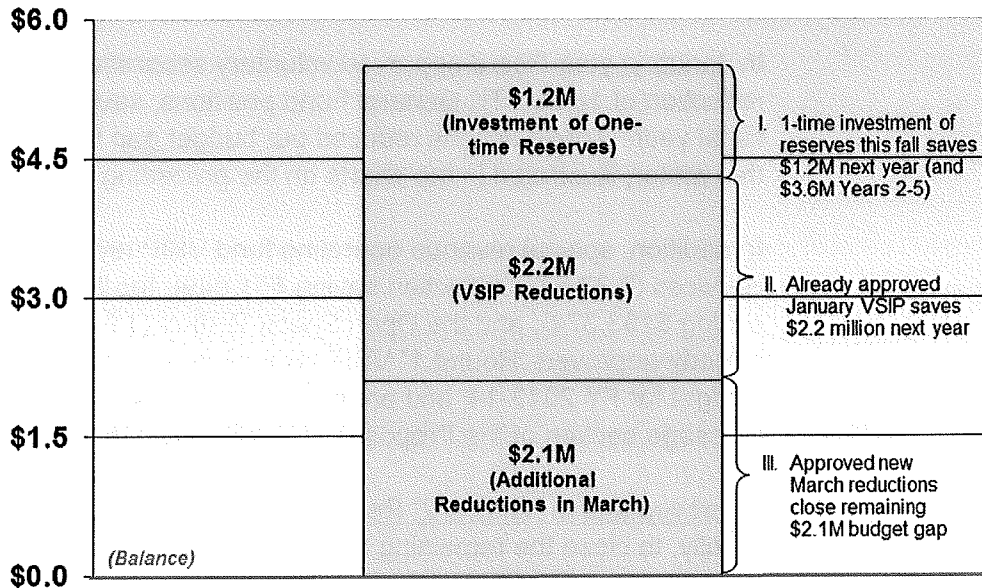 $6.0
$1.2M
(Investment of One-
time Reserves)
I. 1-time investment of
reserves this fall saves
$1.2M next year (and
$3.6M Years 2-5)
$4.5
$2.2M
(VSIP Reductions)
$3.0
II. Already approved
January VSIP saves
$2.2 million next year
$1.5
$2.1M
(Additional
Reductions in March)
III. Approved new
March reductions
close remaining
$2.1M budget gap
(Balance)
$0.0